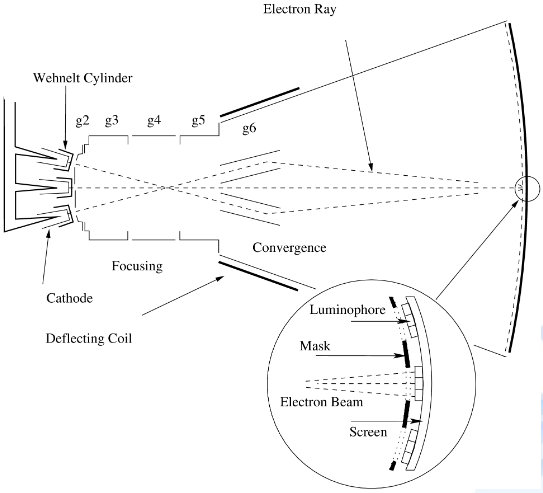 Electron Ray
Wehnelt Cylinder
g2 g3 g4 g5
g6
Convergence
Focusing
Cathode
Deflecting Coil
Luminophore
Mask
Electron Beam
Screen